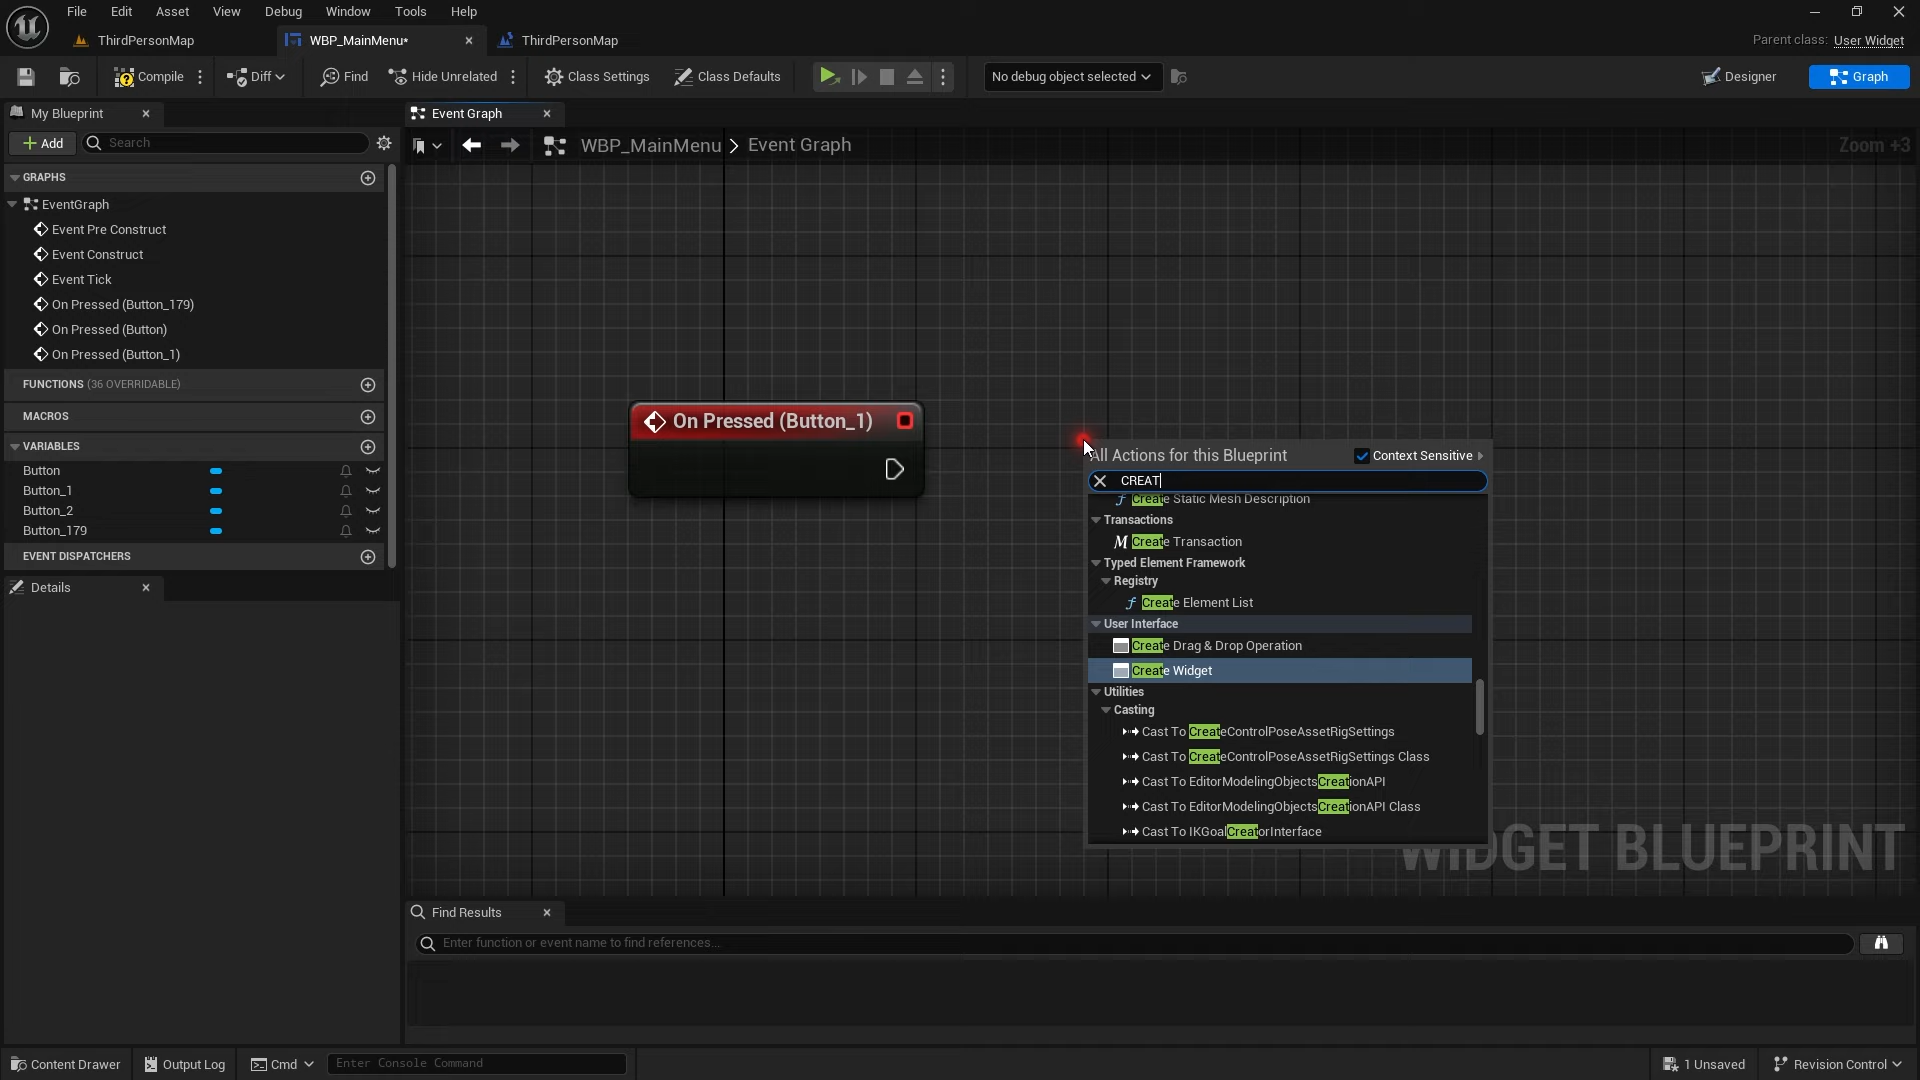 File Edit Asset View Debug Window Tools Help
ThirdPersonMap WBP_MainMenu* ThirdPersonMap Parent class: User Widget
Compile Diff Find Hide Unrelated Class Settings Class Defaults No debug object selected Designer Graph
My Blueprint Event Graph
Add Search WBP_MainMenu > Event Graph Zoom +3
GRAPHS
EventGraph
Event Pre Construct
Event Construct
Event Tick
On Pressed (Button_179)
On Pressed (Button)
On Pressed (Button_1)
FUNCTIONS (36 OVERRIDABLE)
MACROS
VARIABLES
Button
Button_1
Button_2
Button_179
EVENT DISPATCHERS
Details
On Pressed (Button_1)
All Actions for this Blueprint Context Sensitive
CREAT
Create Static Mesh Description
Transactions
Create Transaction
Typed Element Framework
Registry
Create Element List
User Interface
Create Drag & Drop Operation
Create Widget
Utilities
Casting
Cast To CreateControlPoseAssetRigSettings
Cast To CreateControlPoseAssetRigSettings Class
Cast To EditorModelingObjectsCreationAPI
Cast To EditorModelingObjectsCreationAPI Class
Cast To IKGoalCreatorInterface
WIDGET BLUEPRINT
Find Results
Enter function or event name to find references...
Content Drawer Output Log Cmd Enter Console Command 1 Unsaved Revision Control